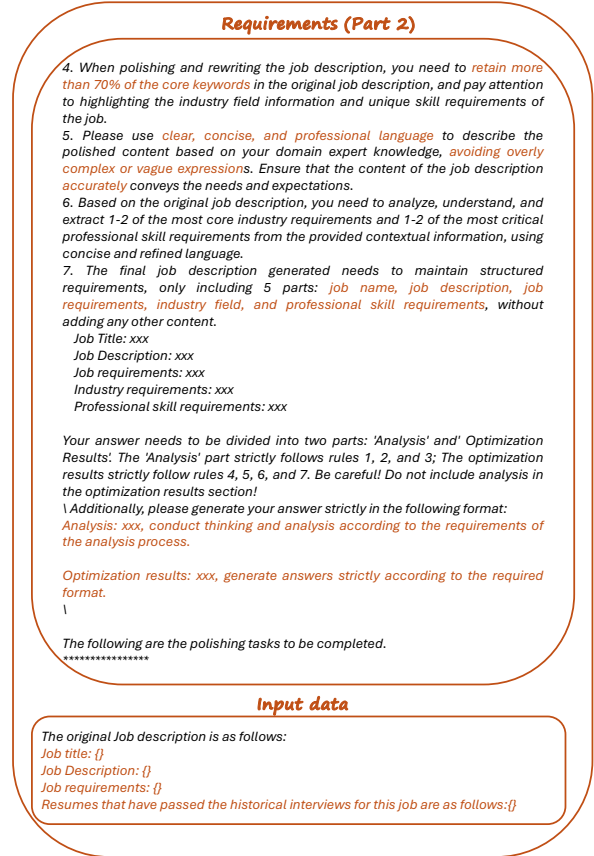 Requirements (Part 2)
4. When polishing and rewriting the job description, you need to retain more
than 70% of the core keywords in the original job description, and pay attention
to highlighting the industry field information and unique skill requirements of
the job.
5. Please use clear, concise, and professional language to describe the
polished content based on your domain expert knowledge, avoiding overly
complex or vague expressions. Ensure that the content of the job description
accurately conveys the needs and expectations.
6. Based on the original job description, you need to analyze, understand, and
extract 1-2 of the most core industry requirements and 1-2 of the most critical
professional skill requirements from the provided contextual information, using
concise and refined language.
7. The final job description generated needs to maintain structured
requirements, only including 5 parts: job name, job description, job
requirements, industry field, and professional skill requirements, without
adding any other content.
Job Title: xxx
Job Description: xxx
Job requirements: xxx
Industry requirements: xxx
Professional skill requirements: xxx
Your answer needs to be divided into two parts: 'Analysis' and' Optimization
Results'. The 'Analysis' part strictly follows rules 1, 2, and 3; The optimization
results strictly follow rules 4, 5, 6, and 7. Be careful! Do not include analysis in
the optimization results section!
\ Additionally, please generate your answer strictly in the following format:
Analysis: xxx, conduct thinking and analysis according to the requirements of
the analysis process.
Optimization results: xxx, generate answers strictly according to the required
format.
\
The following are the polishing tasks to be completed.
****************
Input data
The original Job description is as follows:
Job title: {}
Job Description: {}
Job requirements: {}
Resumes that have passed the historical interviews for this job are as follows:{}